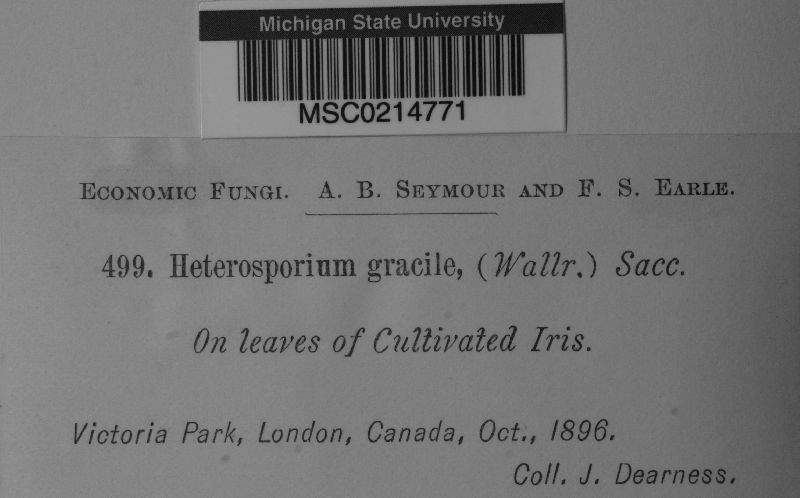 Michigan State University
MSC0214771
Economic Fungi. A. B. Seymour and F. S. Earle.
499. Heterosporium gracile, (Wallr.) Sacc.
On leaves of Cultivated Iris.
Victoria Park, London, Canada, Oct., 1896.
Coll. J. Dearness.